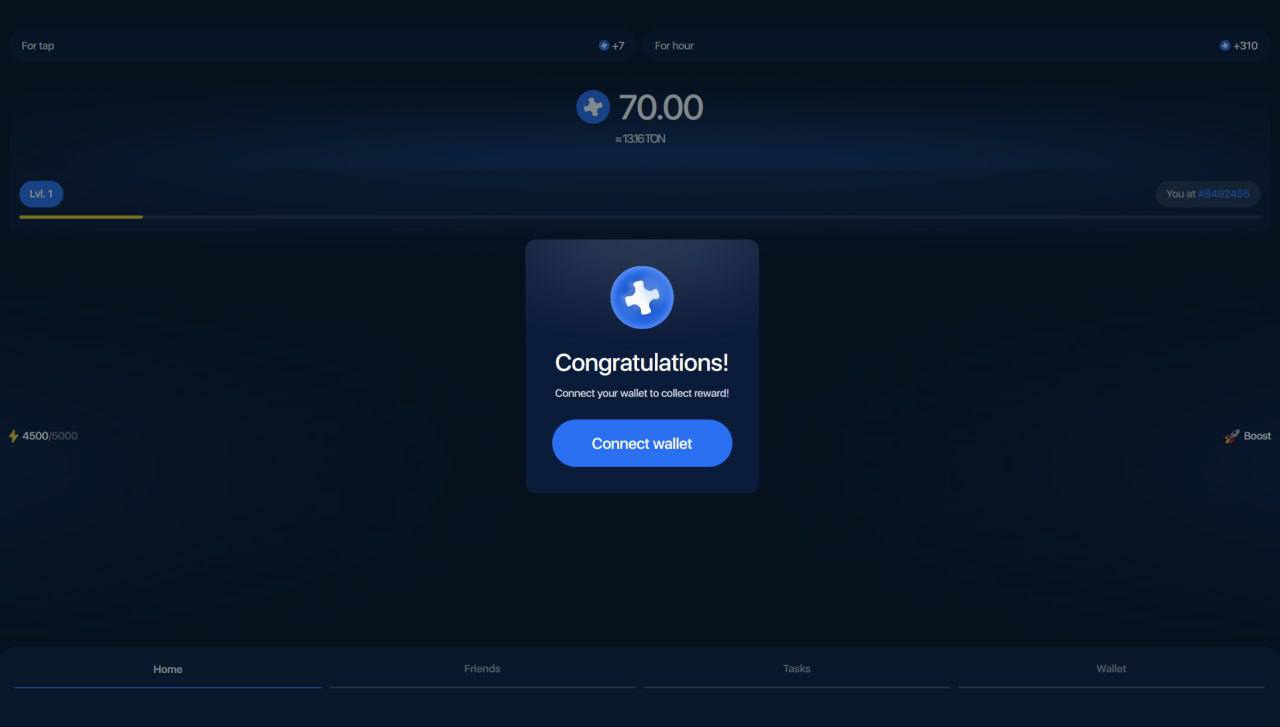 For tap
+7
For hour
+310
70.00
≈ 13.16 TON
Lvl. 1
You at #8492455
Congratulations!
Connect your wallet to collect reward!
Connect wallet
4500/5000
Boost
Home
Friends
Tasks
Wallet